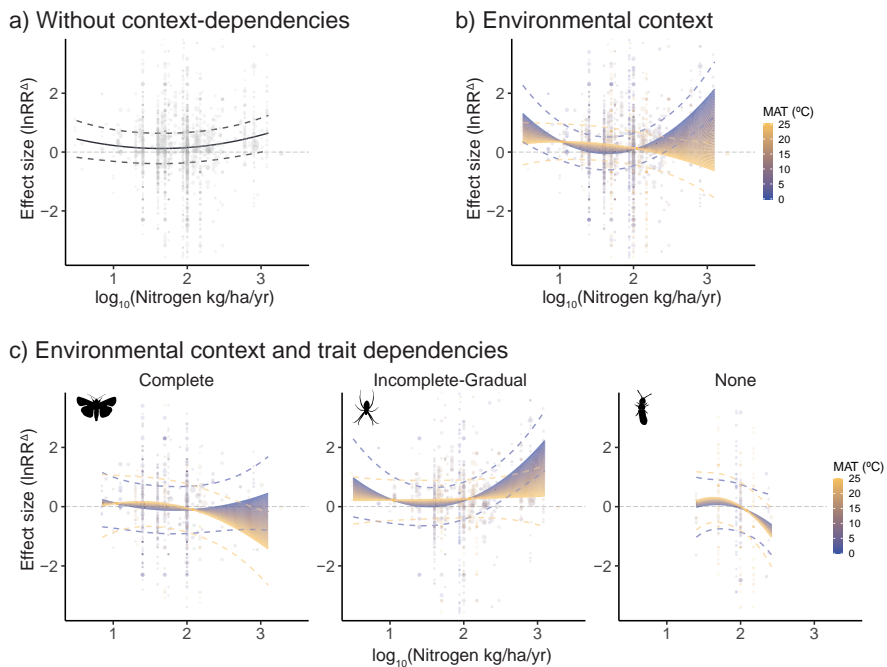 a) Without context-dependencies
b) Environmental context
Effect size (lnRR^Δ)
2
0
−2
1 2 3
log₁₀(Nitrogen kg/ha/yr)
Effect size (lnRR^Δ)
2
0
−2
1 2 3
log₁₀(Nitrogen kg/ha/yr)
MAT (ºC)
25
20
15
10
5
0
c) Environmental context and trait dependencies
Complete
Incomplete-Gradual
None
Effect size (lnRR^Δ)
2
0
−2
1 2 3
2
0
−2
1 2 3
2
0
−2
1 2 3
log₁₀(Nitrogen kg/ha/yr)
MAT (ºC)
25
20
15
10
5
0